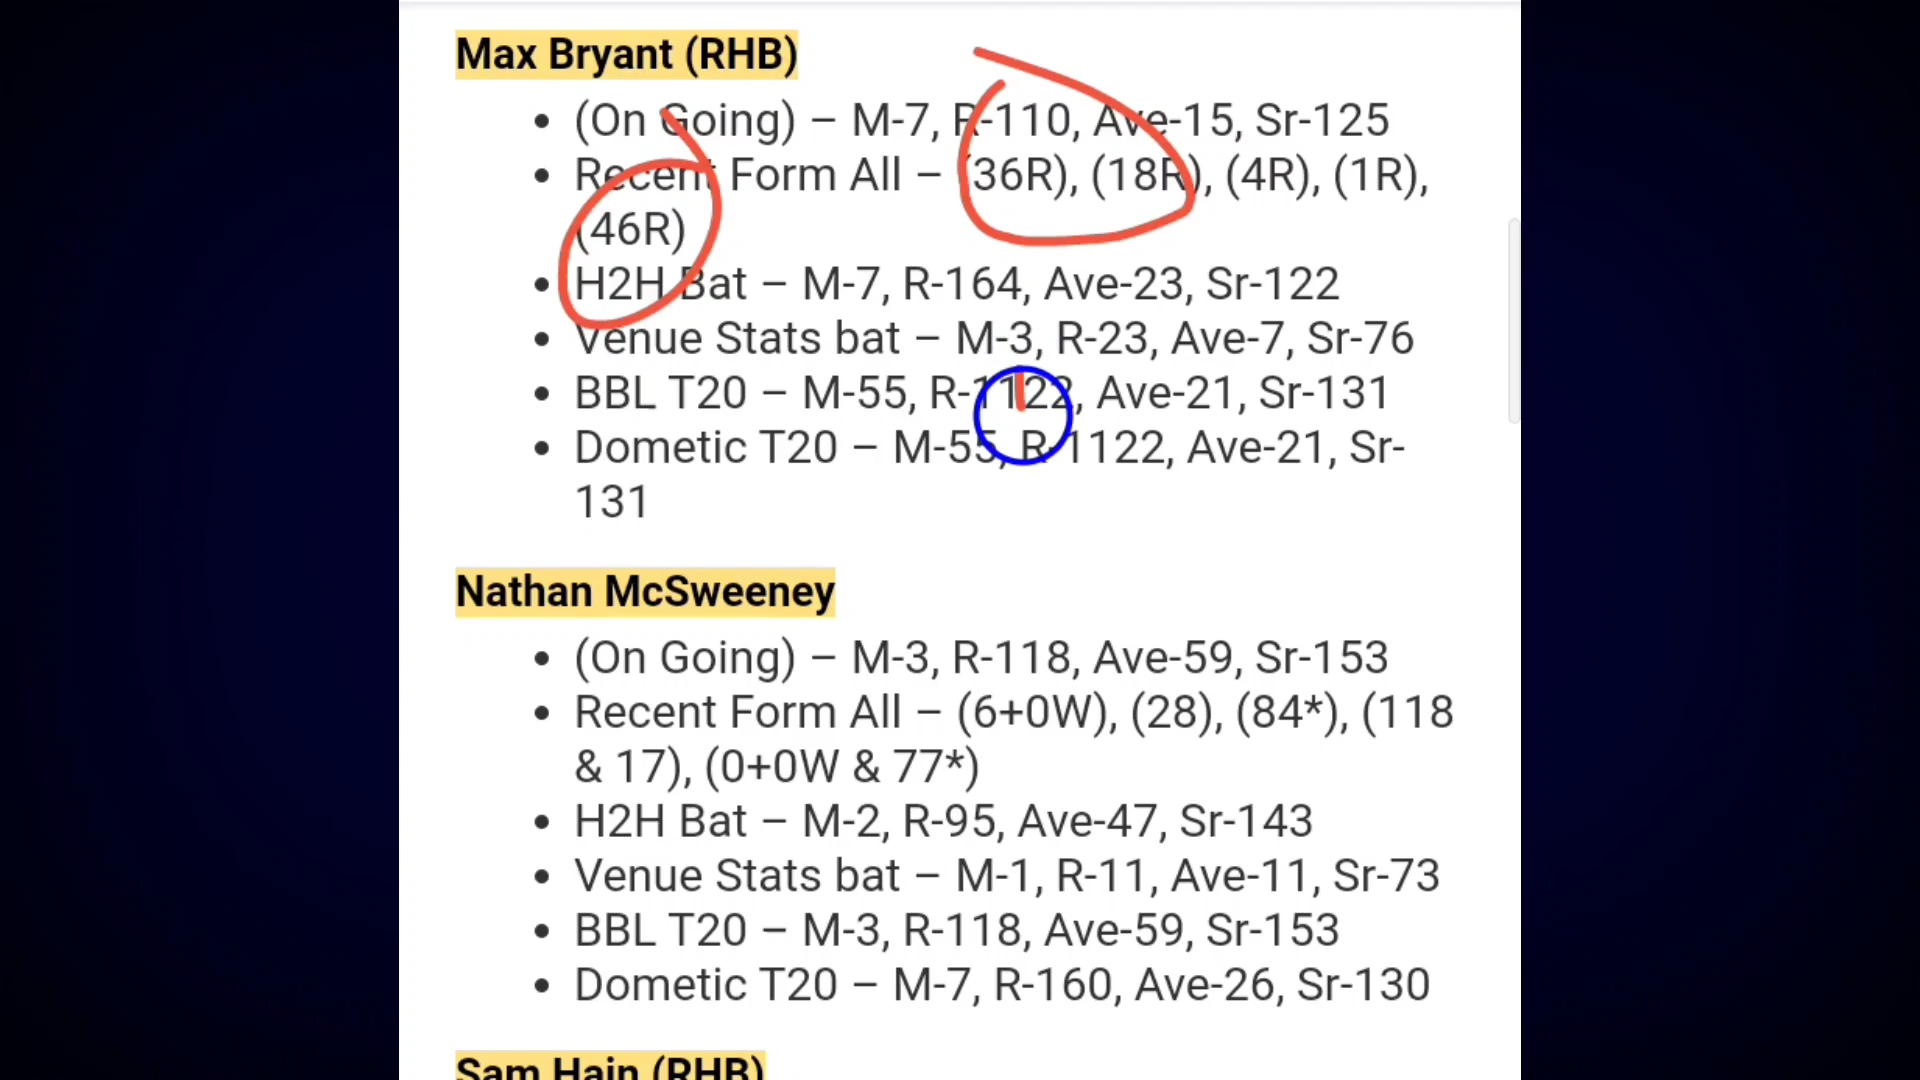 Max Bryant (RHB)
• (On Going) – M-7, R-110, Ave-15, Sr-125
• Recent Form All – (36R), (18R), (4R), (1R),
(46R)
• H2H Bat – M-7, R-164, Ave-23, Sr-122
• Venue Stats bat – M-3, R-23, Ave-7, Sr-76
• BBL T20 – M-55, R-1122, Ave-21, Sr-131
• Dometic T20 – M-55, R-1122, Ave-21, Sr-
131
Nathan McSweeney
• (On Going) – M-3, R-118, Ave-59, Sr-153
• Recent Form All – (6+0W), (28), (84*), (118
& 17), (0+0W & 77*)
• H2H Bat – M-2, R-95, Ave-47, Sr-143
• Venue Stats bat – M-1, R-11, Ave-11, Sr-73
• BBL T20 – M-3, R-118, Ave-59, Sr-153
• Dometic T20 – M-7, R-160, Ave-26, Sr-130
Sam Hain (RHB)